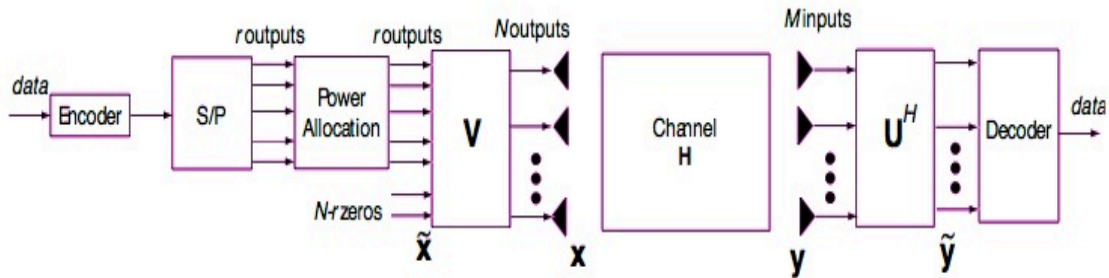 r outputs
r outputs
N outputs
M inputs
data
Encoder
S/P
Power
Allocation
V
Channel
H
U^H
Decoder
data
N-r zeros
x̃
x
y
ỹ